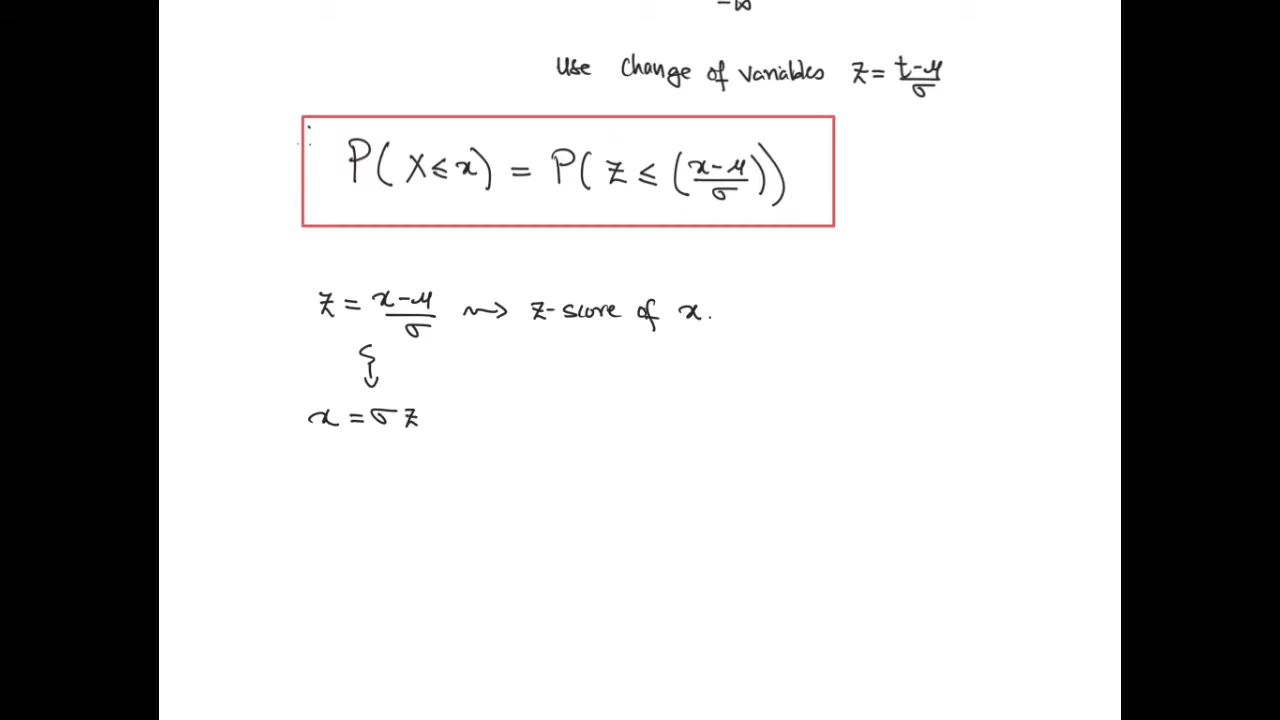 -∞
Use change of variables z = (t-μ)/σ
∴ P(X ≤ x) = P(Z ≤ ((x-μ)/σ))
z = (x-μ)/σ ⇝ z-score of x.
x = σz